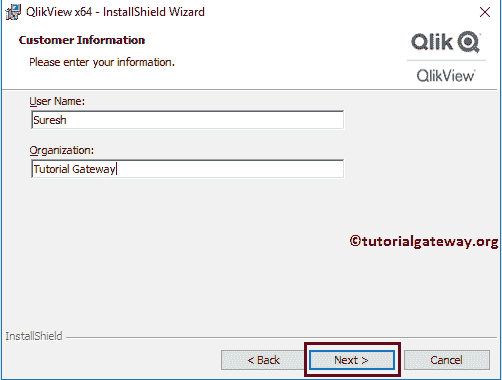 QlikView x64 - InstallShield Wizard
Customer Information
Please enter your information.
Qlik
QlikView
User Name:
Suresh
Organization:
Tutorial Gateway
©tutorialgateway.org
InstallShield
< Back
Next >
Cancel